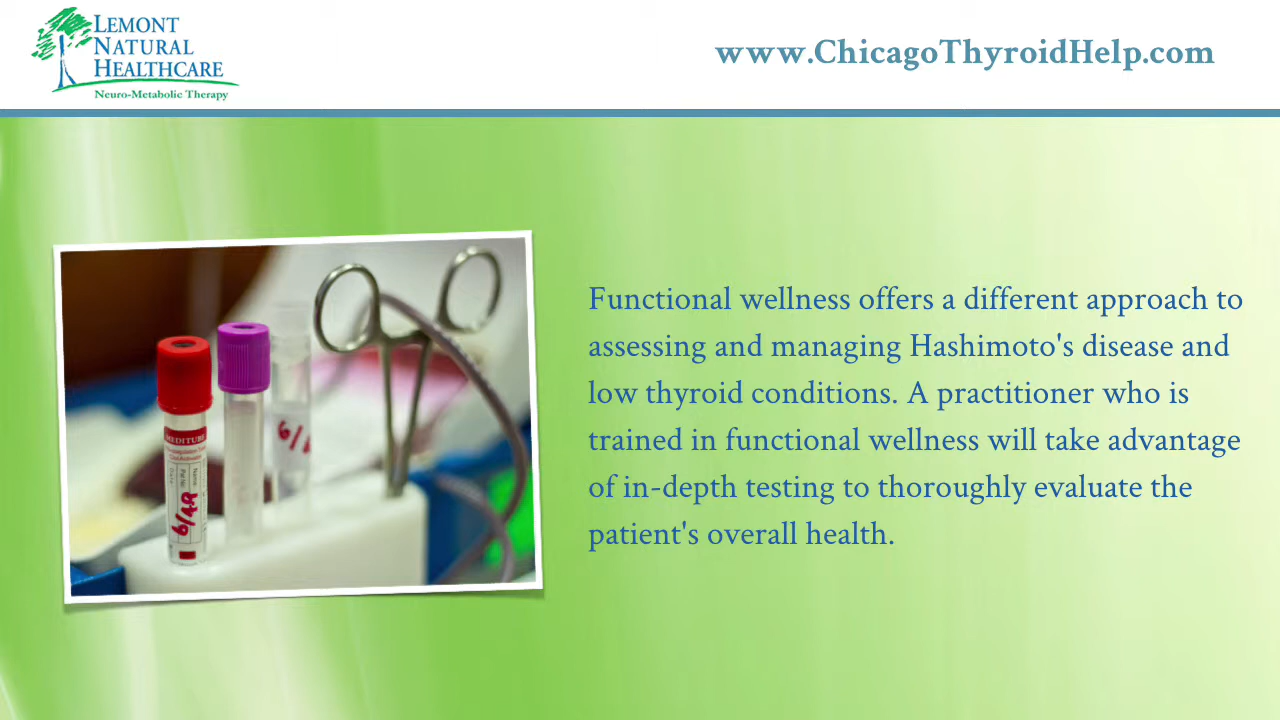 LEMONT
NATURAL
HEALTHCARE
Neuro-Metabolic Therapy
www.ChicagoThyroidHelp.com
Functional wellness offers a different approach to
assessing and managing Hashimoto's disease and
low thyroid conditions. A practitioner who is
trained in functional wellness will take advantage
of in-depth testing to thoroughly evaluate the
patient's overall health.
MEDITUBE